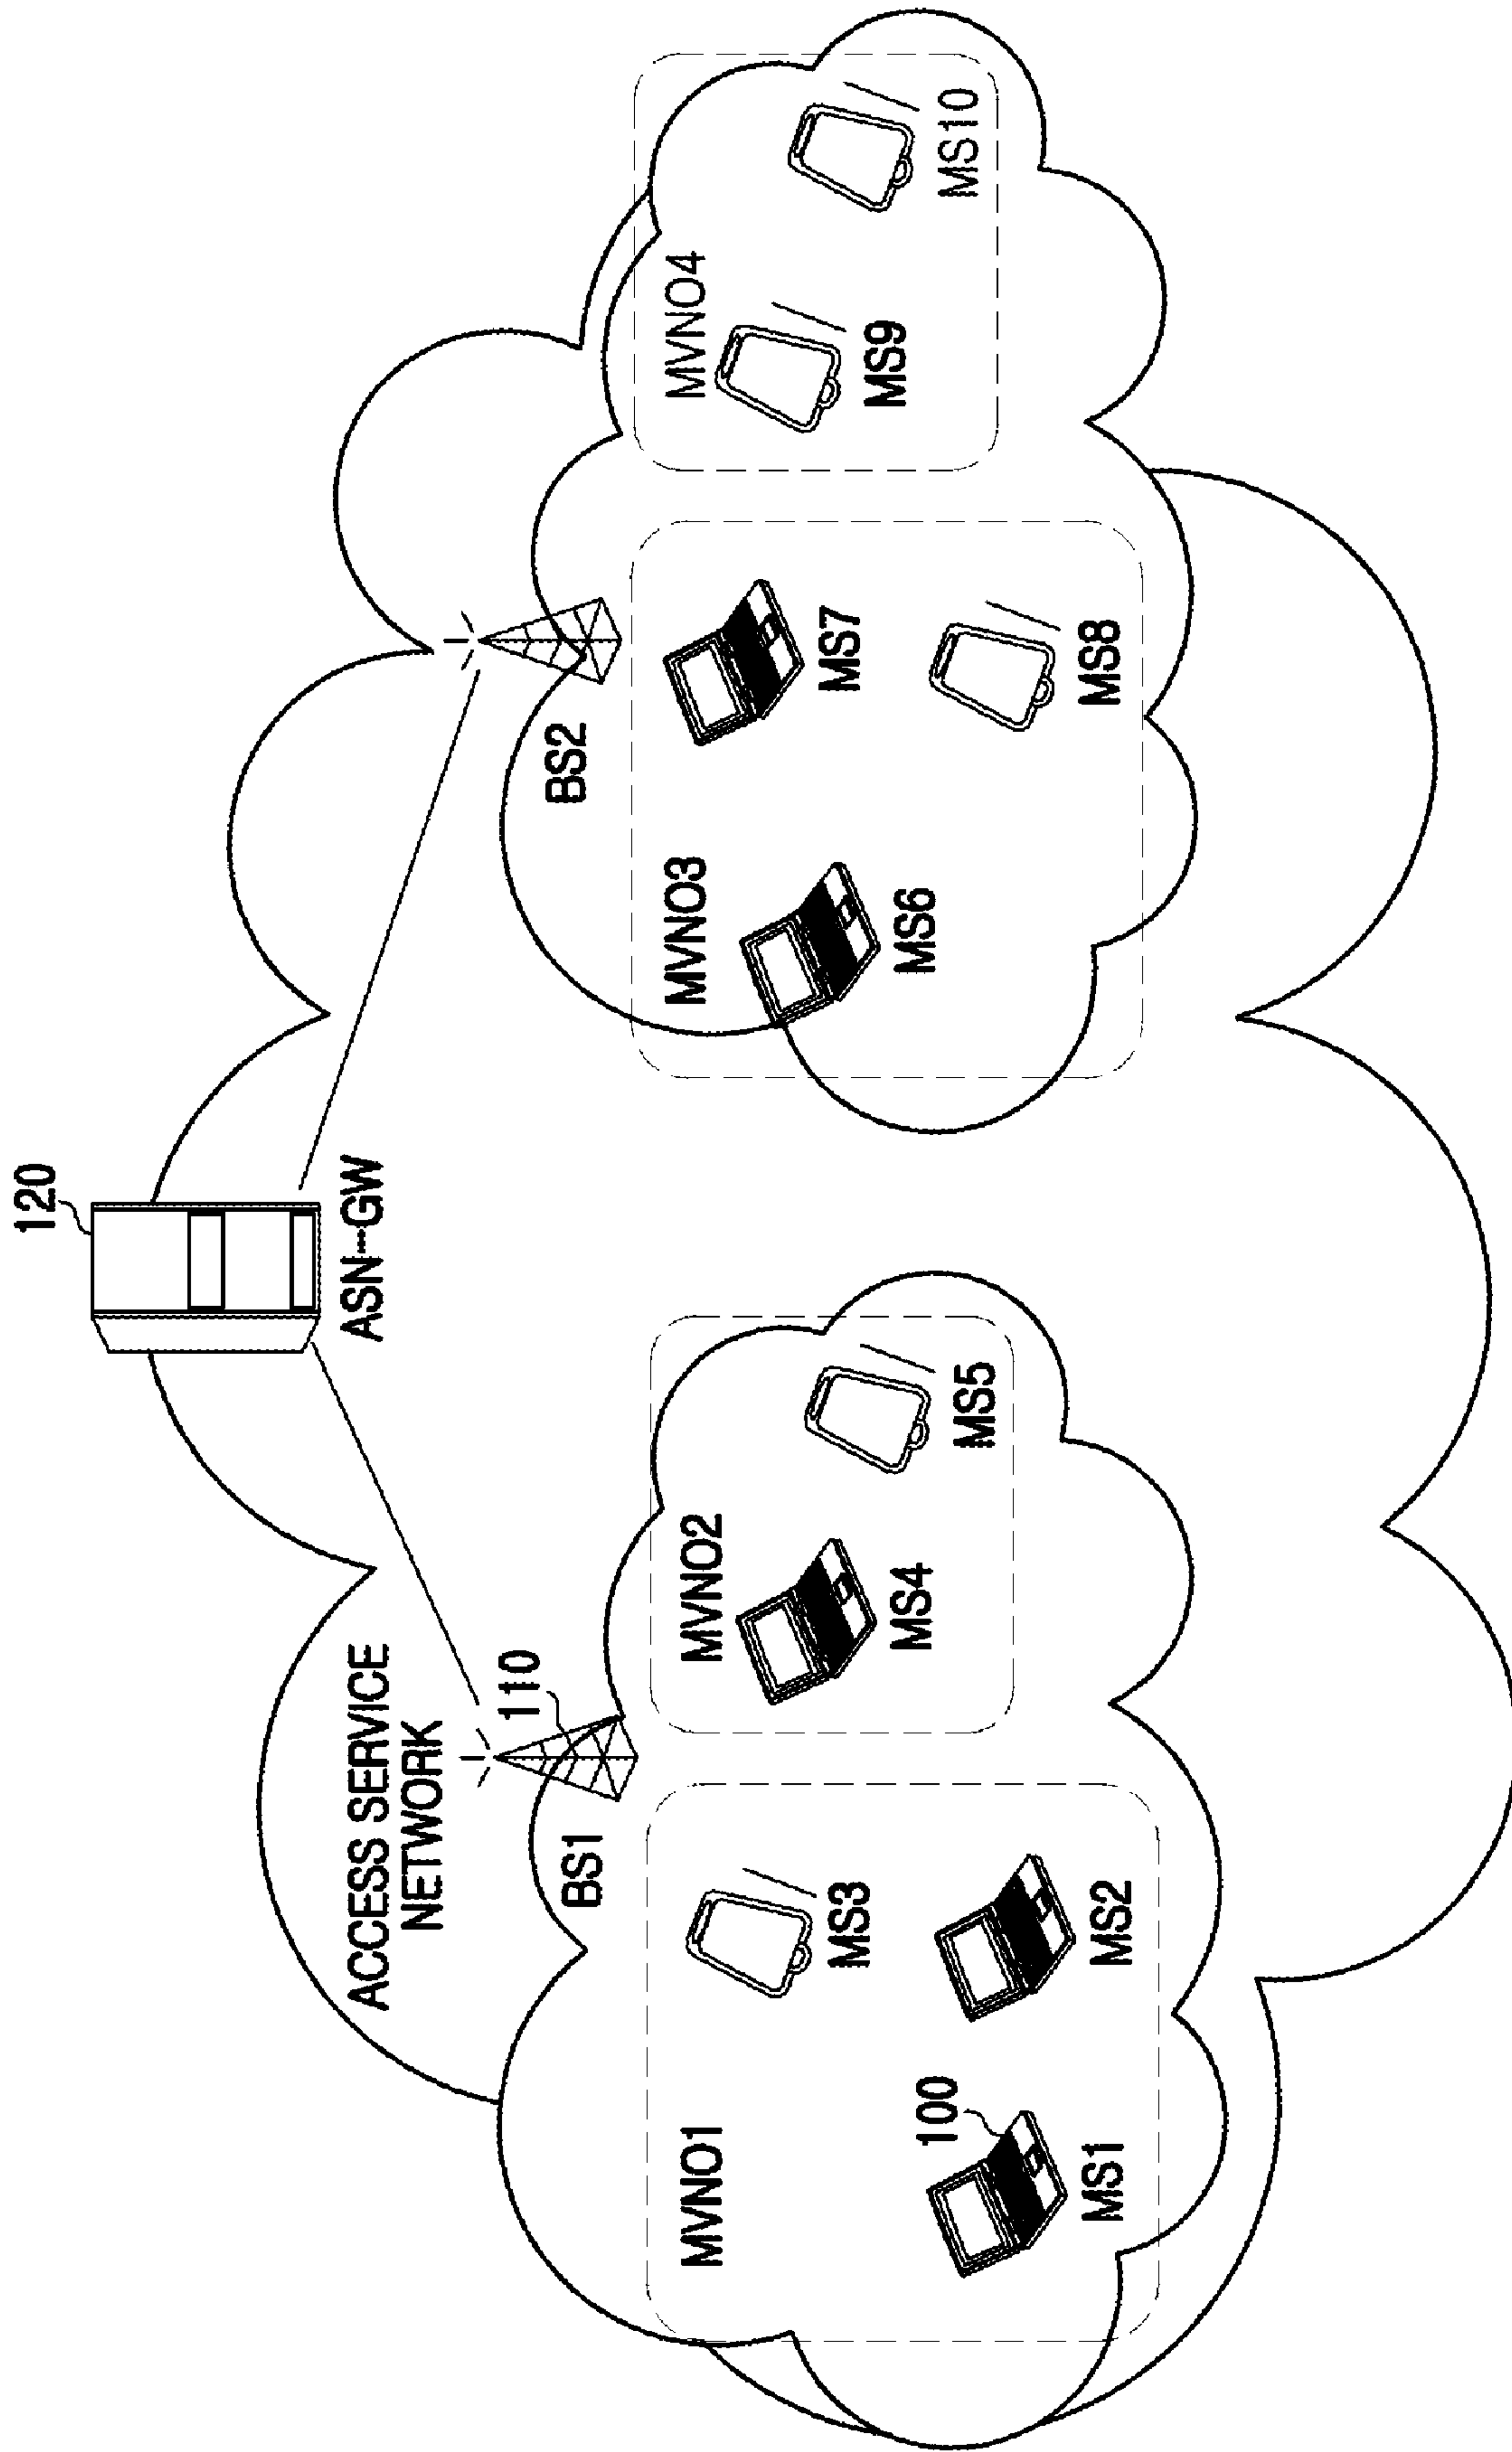 120
ASN-GW
ACCESS SERVICE
NETWORK
110
BS1
BS2
MVNO1
MS3
100
MS1
MS2
MVNO2
MS4
MS5
MVNO3
MS7
MS6
MS8
MVNO4
MS9
MS10